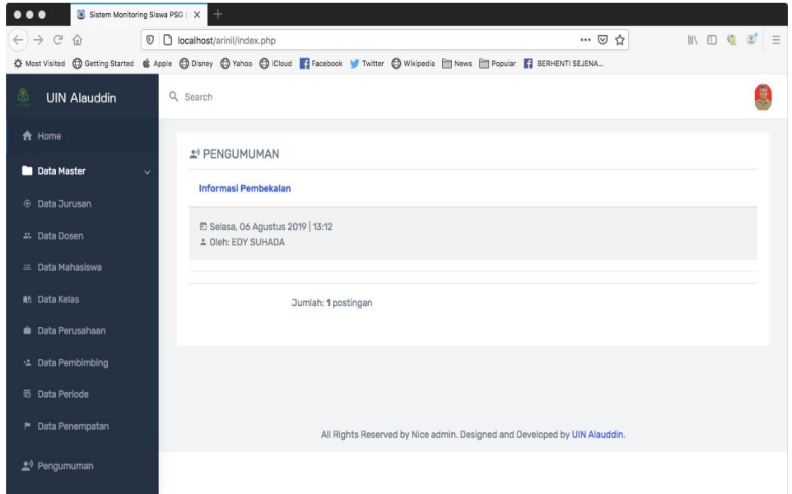 Sistem Monitoring Siswa PSG |
localhost/arinil/index.php
Most Visited Getting Started Apple Disney Yahoo iCloud Facebook Twitter Wikipedia News Popular BERHENTI SEJENA...
UIN Alauddin
Search
Home
Data Master
Data Jurusan
Data Dosen
Data Mahasiswa
Data Kelas
Data Perusahaan
Data Pembimbing
Data Periode
Data Penempatan
Pengumuman
PENGUMUMAN
Informasi Pembekalan
Selasa, 06 Agustus 2019 | 13:12
Oleh: EDY SUHADA
Jumlah: 1 postingan
All Rights Reserved by Nice admin. Designed and Developed by UIN Alauddin.